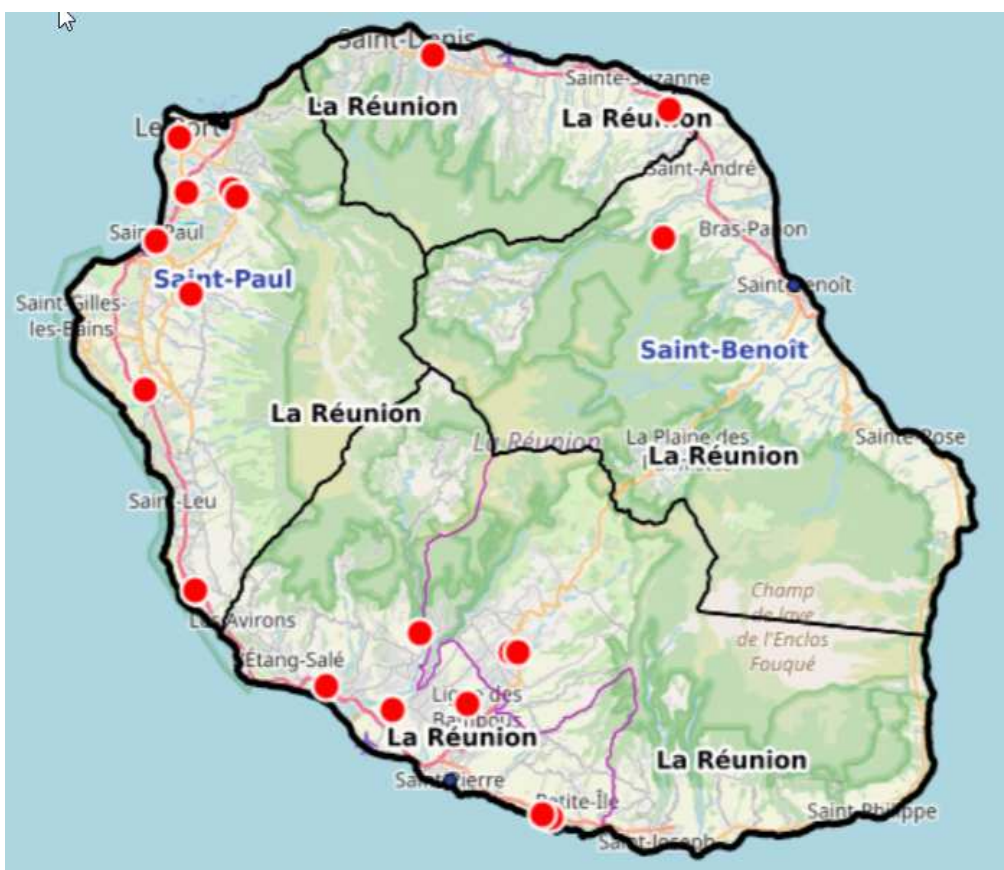 Saint-Denis
Sainte-Suzanne
La Réunion
La Réunion
Le Port
Saint-André
Saint-Paul
Bras-Panon
Saint-Paul
Saint-Benoît
Saint-Gilles-
les-Bains
Saint-Benoît
La Réunion
La Réunion
La Plaine des
La Réunion
Sainte-Rose
Saint-Leu
Champ
de lave
de l'Enclos
Fouqué
Les Avirons
Étang-Salé
Ligne des
Bambous
La Réunion
La Réunion
Saint-Pierre
Petite-Île
Saint-Philippe
Saint-Joseph